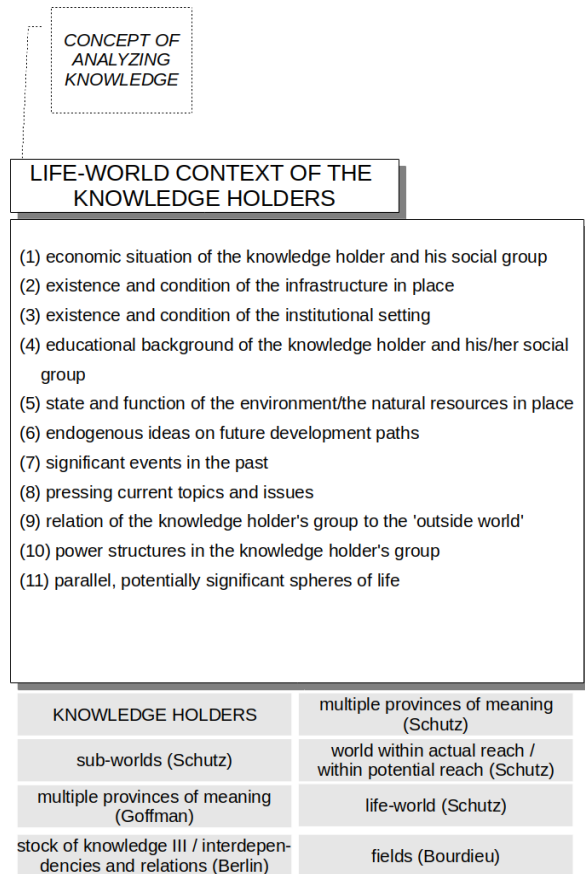 CONCEPT OF
ANALYZING
KNOWLEDGE
LIFE-WORLD CONTEXT OF THE
KNOWLEDGE HOLDERS
(1) economic situation of the knowledge holder and his social group
(2) existence and condition of the infrastructure in place
(3) existence and condition of the institutional setting
(4) educational background of the knowledge holder and his/her social
group
(5) state and function of the environment/the natural resources in place
(6) endogenous ideas on future development paths
(7) significant events in the past
(8) pressing current topics and issues
(9) relation of the knowledge holder's group to the 'outside world'
(10) power structures in the knowledge holder's group
(11) parallel, potentially significant spheres of life
KNOWLEDGE HOLDERS
multiple provinces of meaning
(Schutz)
sub-worlds (Schutz)
world within actual reach /
within potential reach (Schutz)
multiple provinces of meaning
(Goffman)
life-world (Schutz)
stock of knowledge III / interdepen-
dencies and relations (Berlin)
fields (Bourdieu)